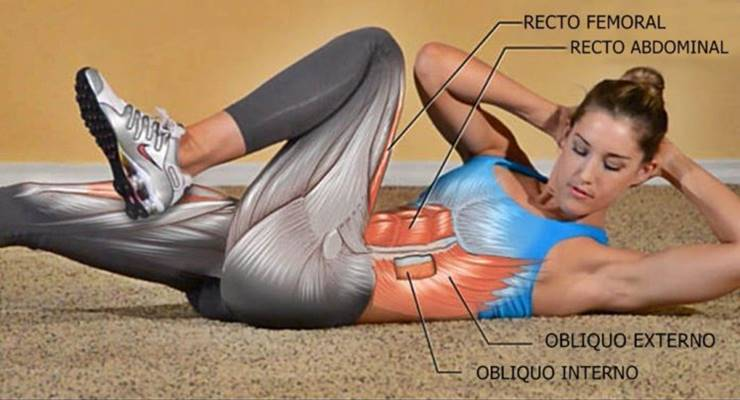 RECTO FEMORAL
RECTO ABDOMINAL
OBLIQUO EXTERNO
OBLIQUO INTERNO